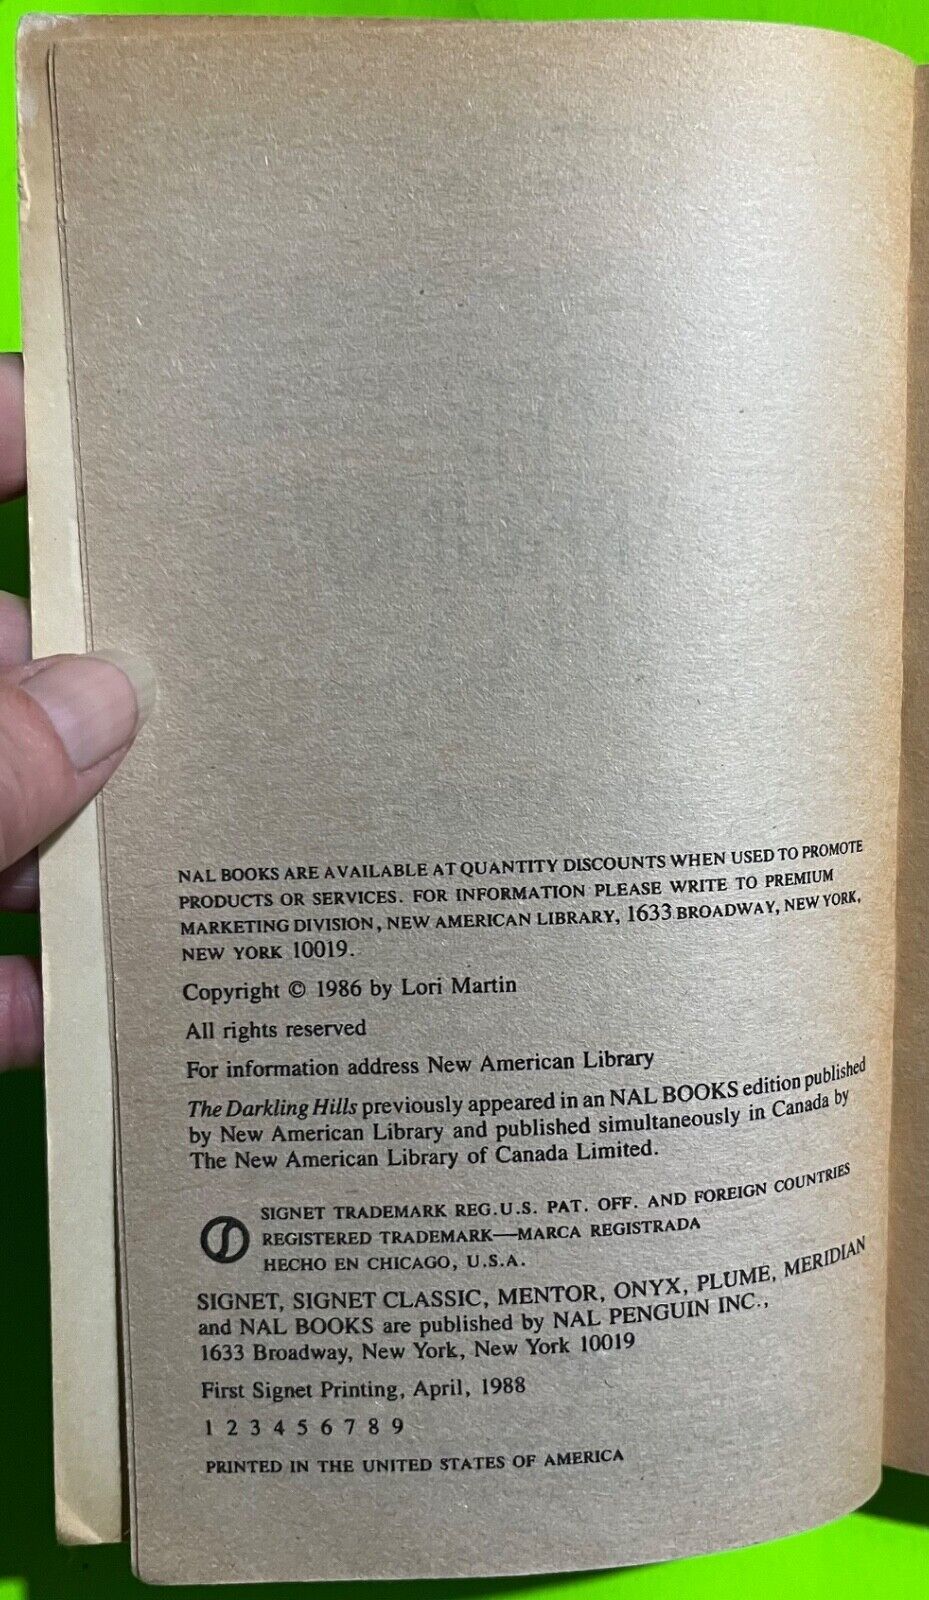 NAL BOOKS ARE AVAILABLE AT QUANTITY DISCOUNTS WHEN USED TO PROMOTE
PRODUCTS OR SERVICES. FOR INFORMATION PLEASE WRITE TO PREMIUM
MARKETING DIVISION, NEW AMERICAN LIBRARY, 1633 BROADWAY, NEW YORK,
NEW YORK 10019.
Copyright © 1986 by Lori Martin
All rights reserved
For information address New American Library
The Darkling Hills previously appeared in an NAL BOOKS edition published
by New American Library and published simultaneously in Canada by
The New American Library of Canada Limited.
SIGNET TRADEMARK REG.U.S. PAT. OFF. AND FOREIGN COUNTRIES
REGISTERED TRADEMARK—MARCA REGISTRADA
HECHO EN CHICAGO, U.S.A.
SIGNET, SIGNET CLASSIC, MENTOR, ONYX, PLUME, MERIDIAN
and NAL BOOKS are published by NAL PENGUIN INC.,
1633 Broadway, New York, New York 10019
First Signet Printing, April, 1988
1 2 3 4 5 6 7 8 9
PRINTED IN THE UNITED STATES OF AMERICA